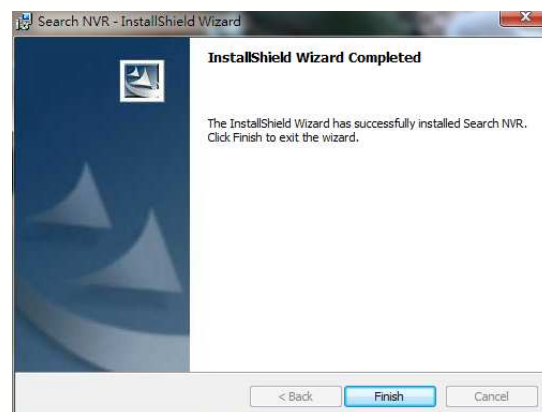 Search NVR - InstallShield Wizard
InstallShield Wizard Completed
The InstallShield Wizard has successfully installed Search NVR.
Click Finish to exit the wizard.
< Back
Finish
Cancel